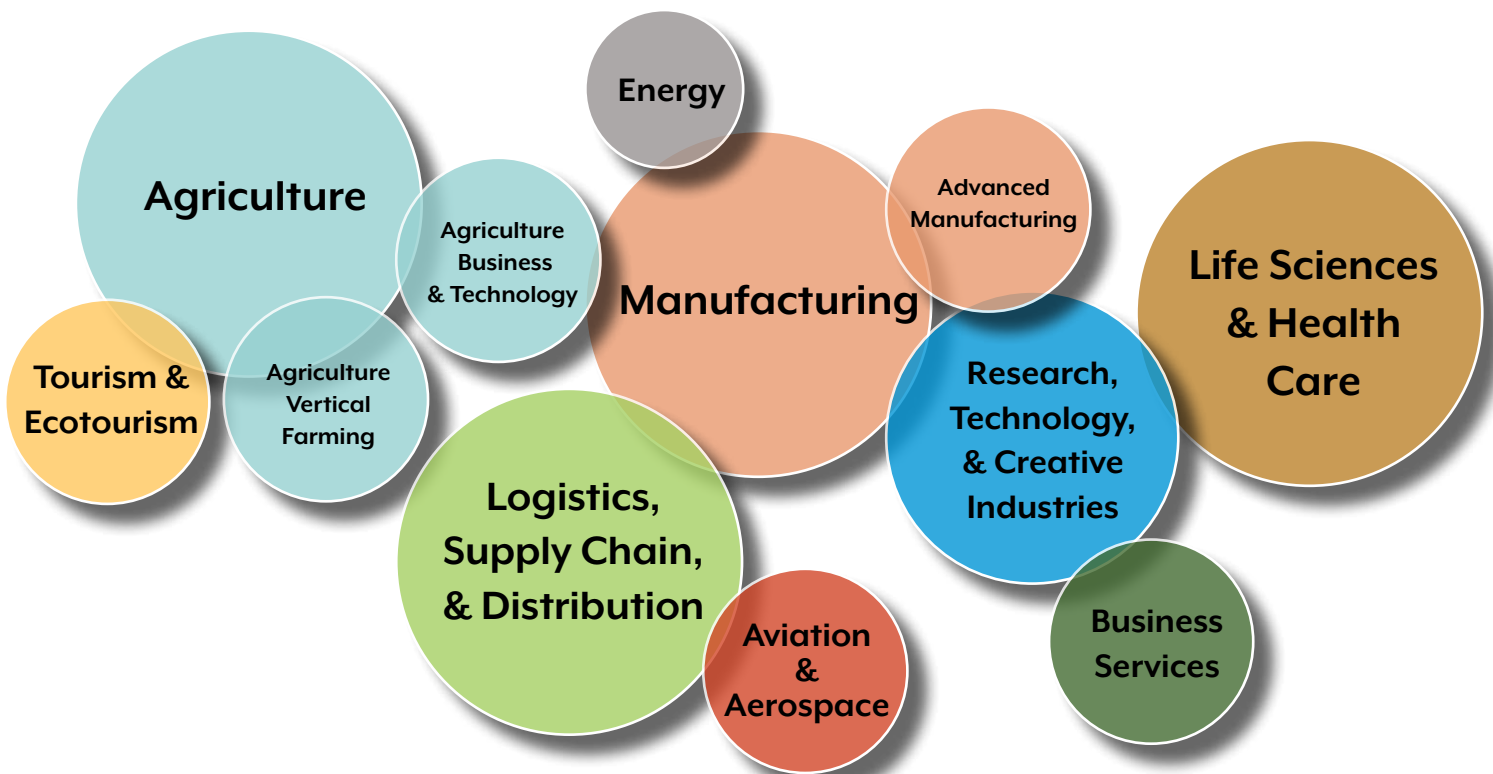 Energy
Agriculture
Advanced
Manufacturing
Agriculture
Business
& Technology
Manufacturing
Life Sciences
& Health
Care
Tourism &
Ecotourism
Agriculture
Vertical
Farming
Research,
Technology,
& Creative
Industries
Logistics,
Supply Chain,
& Distribution
Aviation
&
Aerospace
Business
Services